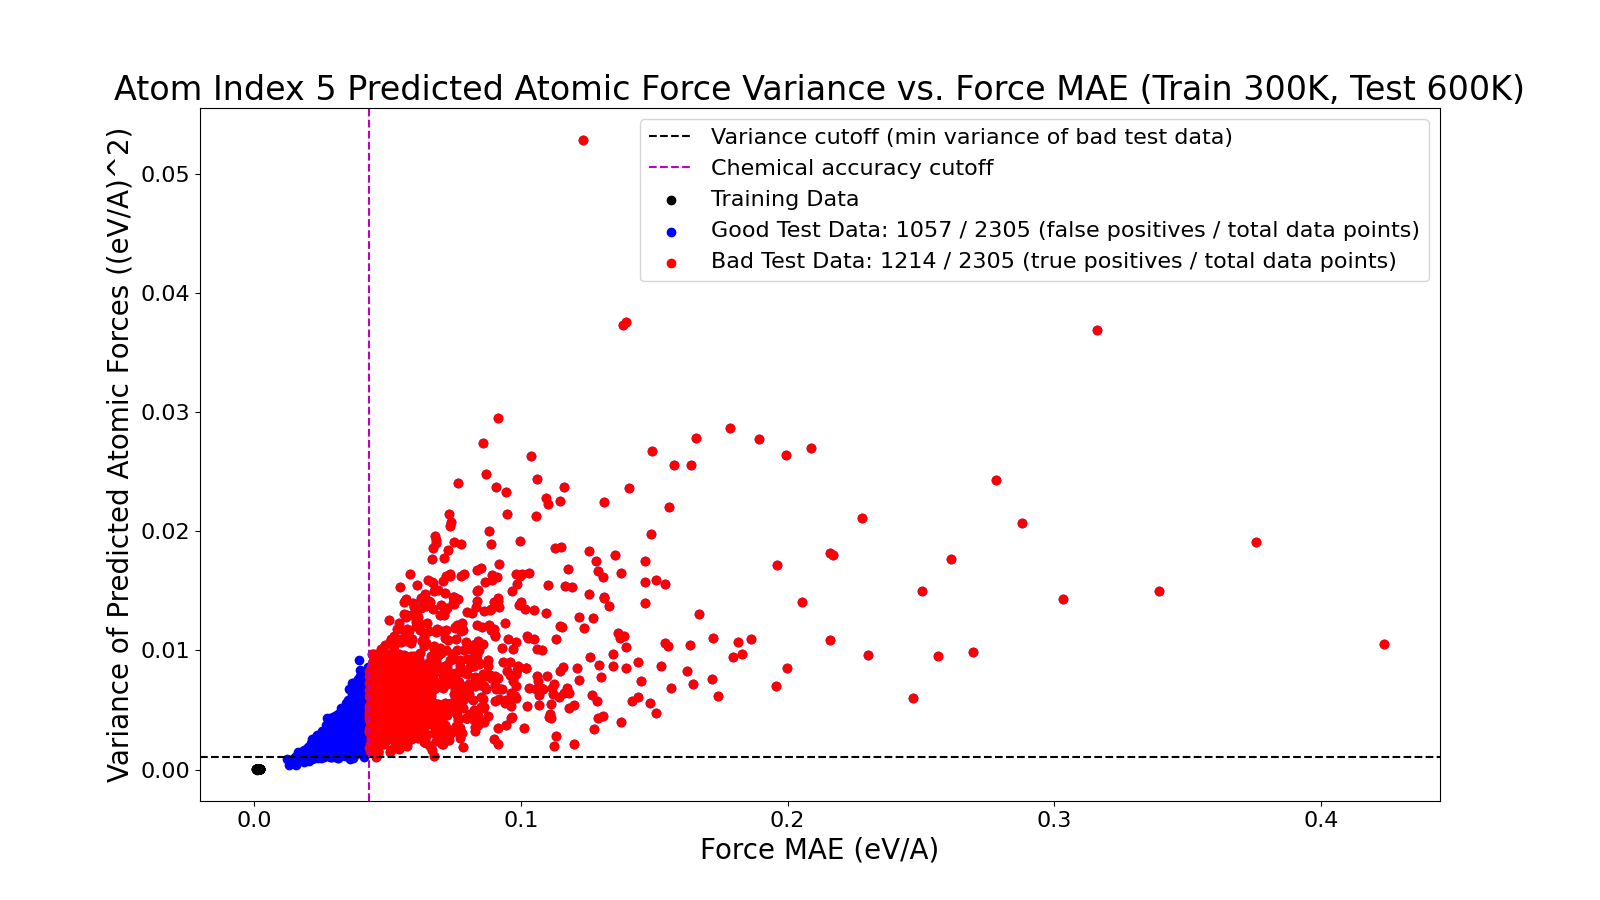 Atom Index 5 Predicted Atomic Force Variance vs. Force MAE (Train 300K, Test 600K)
Variance of Predicted Atomic Forces ((eV/A)^2)
0.05
0.04
0.03
0.02
0.01
0.00
Variance cutoff (min variance of bad test data)
Chemical accuracy cutoff
Training Data
Good Test Data: 1057 / 2305 (false positives / total data points)
Bad Test Data: 1214 / 2305 (true positives / total data points)
0.0
0.1
0.2
0.3
0.4
Force MAE (eV/A)